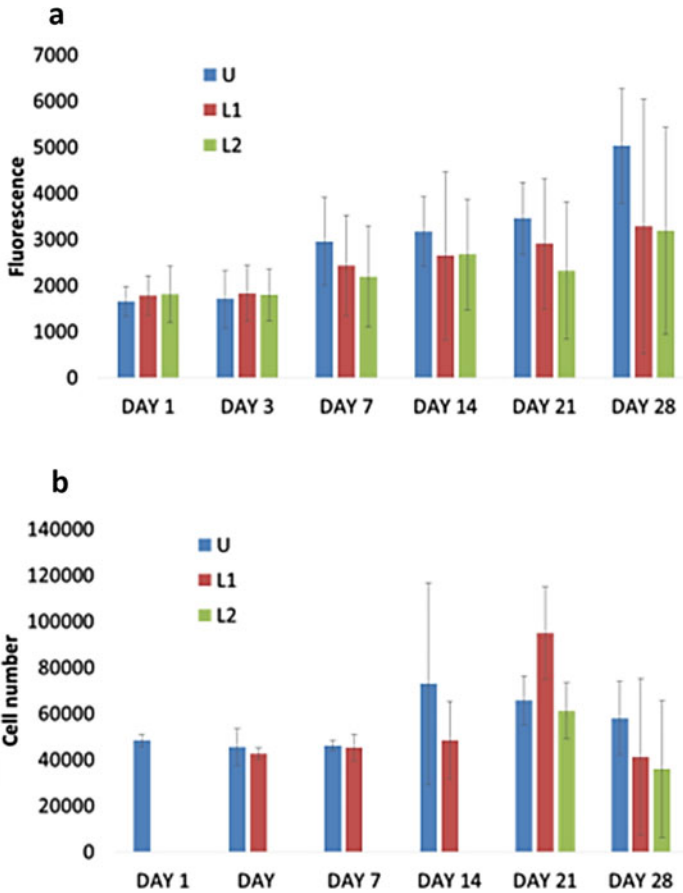 a
7000
6000
5000
4000
3000
2000
1000
0
Fluorescence
U
L1
L2
DAY 1 DAY 3 DAY 7 DAY 14 DAY 21 DAY 28
b
140000
120000
100000
80000
60000
40000
20000
0
Cell number
U
L1
L2
DAY 1 DAY DAY 7 DAY 14 DAY 21 DAY 28